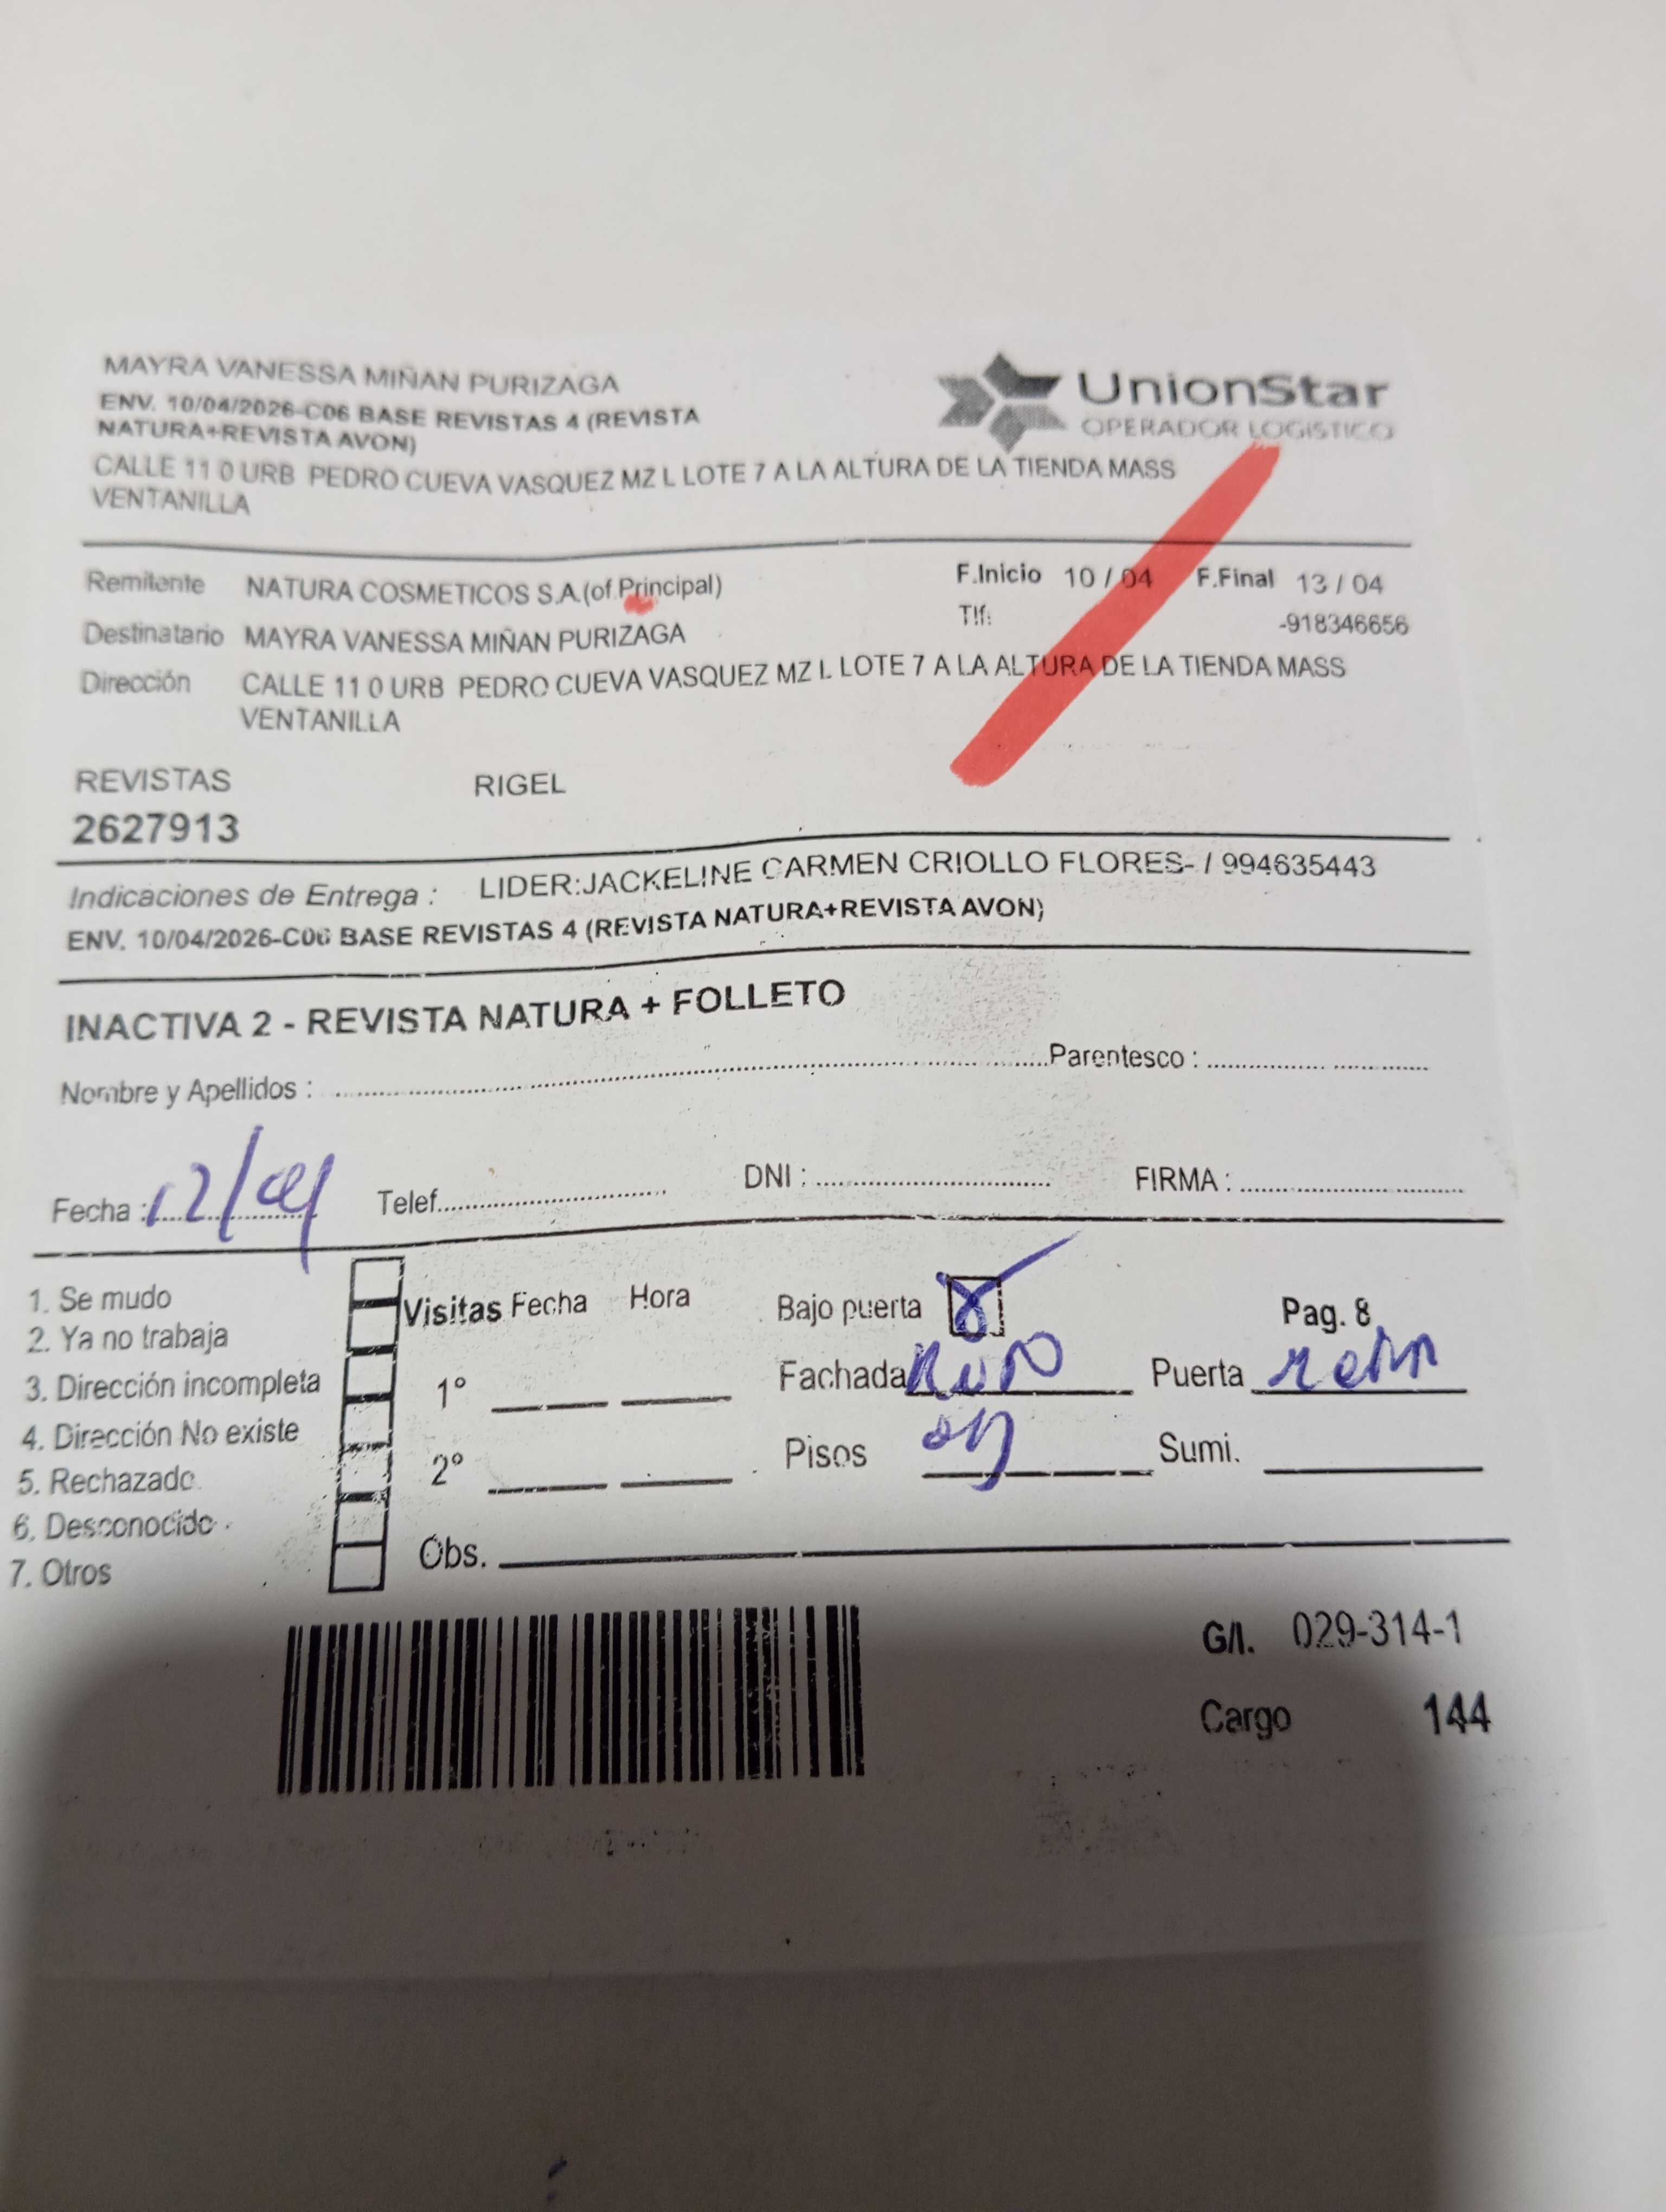 MAYRA VANESSA MIÑAN PURIZAGA
ENV. 10/04/2026-C06 BASE REVISTAS 4 (REVISTA
NATURA+REVISTA AVON)
CALLE 11 0 URB PEDRO CUEVA VASQUEZ MZ L LOTE 7 A LA ALTURA DE LA TIENDA MASS
VENTANILLA
UnionStar
OPERADOR LOGISTICO
Remitente NATURA COSMETICOS S.A.(of.Principal)
F.Inicio 10 / 04 F.Final 13 / 04
Tlf: -918346656
Destinatario MAYRA VANESSA MIÑAN PURIZAGA
Dirección CALLE 11 0 URB PEDRO CUEVA VASQUEZ MZ L LOTE 7 A LA ALTURA DE LA TIENDA MASS
VENTANILLA
REVISTAS RIGEL
2627913
Indicaciones de Entrega : LIDER:JACKELINE CARMEN CRIOLLO FLORES- / 994635443
ENV. 10/04/2026-C06 BASE REVISTAS 4 (REVISTA NATURA+REVISTA AVON)
INACTIVA 2 - REVISTA NATURA + FOLLETO
Nombre y Apellidos : Parentesco :
Fecha : 12/04 Telef. DNI : FIRMA :
1. Se mudo
2. Ya no trabaja
3. Dirección incompleta
4. Dirección No existe
5. Rechazado
6. Desconocido
7. Otros
Visitas Fecha Hora
1°
2°
Obs.
Bajo puerta
Pag. 8
Fachada
Puerta
Pisos
Sumi.
G/I. 029-314-1
Cargo 144